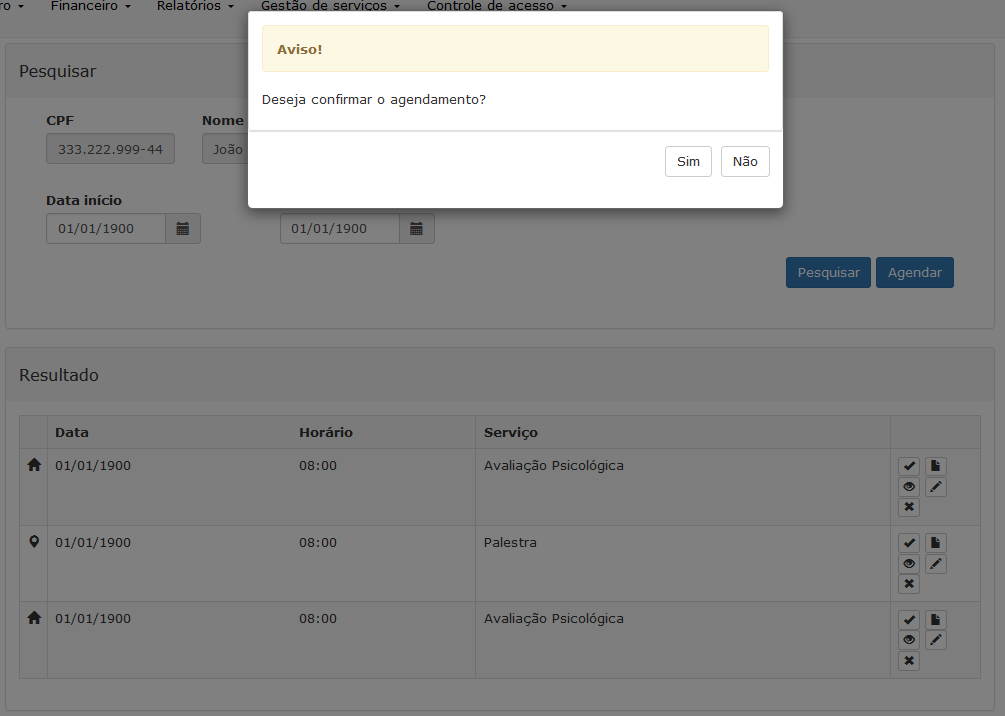 ro Financeiro Relatórios Gestão de serviços Controle de acesso
Aviso!
Deseja confirmar o agendamento?
Sim Não
Pesquisar
CPF Nome
333.222.999-44 João
Data início
01/01/1900 01/01/1900
Pesquisar Agendar
Resultado
Data Horário Serviço
01/01/1900 08:00 Avaliação Psicológica
01/01/1900 08:00 Palestra
01/01/1900 08:00 Avaliação Psicológica